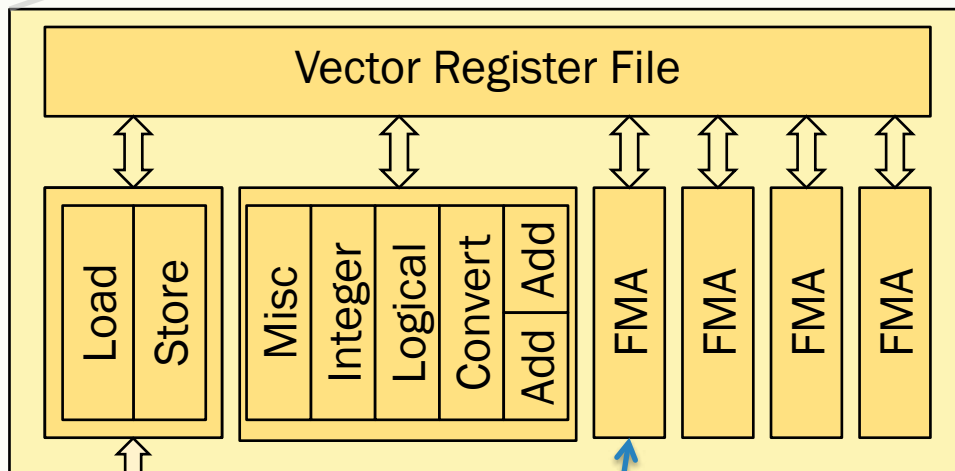 Vector Register File
Load
Store
Misc
Integer
Logical
Convert
Add
Add
FMA
FMA
FMA
FMA